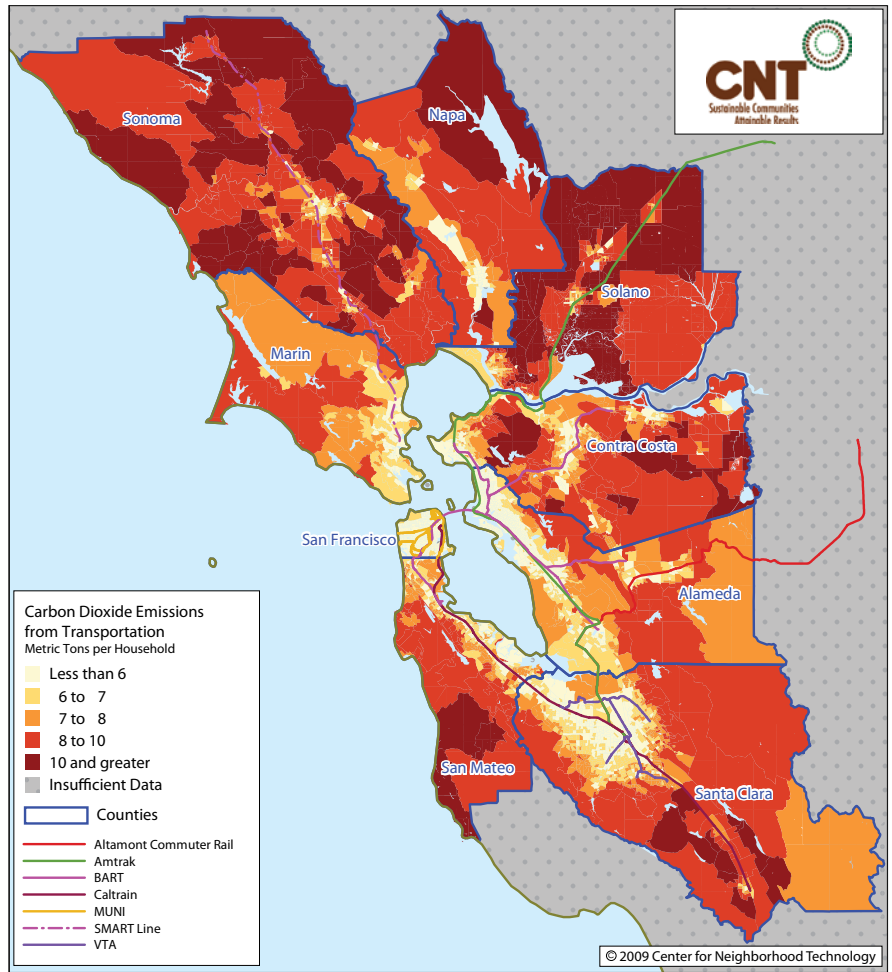 CNT
Sustainable Communities
Attainable Results
Sonoma
Napa
Solano
Marin
Contra Costa
San Francisco
Alameda
San Mateo
Santa Clara
Carbon Dioxide Emissions
from Transportation
Metric Tons per Household
Less than 6
6 to 7
7 to 8
8 to 10
10 and greater
Insufficient Data
Counties
Altamont Commuter Rail
Amtrak
BART
Caltrain
MUNI
SMART Line
VTA
© 2009 Center for Neighborhood Technology